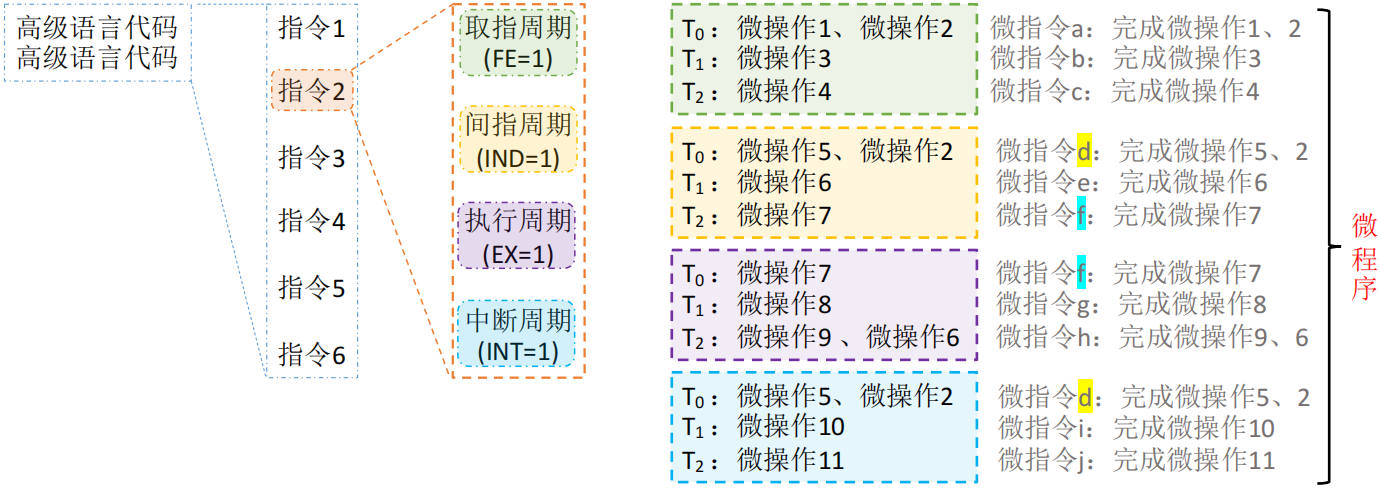 高级语言代码
高级语言代码
指令1
指令2
指令3
指令4
指令5
指令6
取指周期
(FE=1)
间指周期
(IND=1)
执行周期
(EX=1)
中断周期
(INT=1)
T₀：微操作1、微操作2
T₁：微操作3
T₂：微操作4
T₀：微操作5、微操作2
T₁：微操作6
T₂：微操作7
T₀：微操作7
T₁：微操作8
T₂：微操作9 、微操作6
T₀：微操作5、微操作2
T₁：微操作10
T₂：微操作11
微指令a：完成微操作1、2
微指令b：完成微操作3
微指令c：完成微操作4
微指令d：完成微操作5、2
微指令e：完成微操作6
微指令f：完成微操作7
微指令f：完成微操作7
微指令g：完成微操作8
微指令h：完成微操作9、6
微指令d：完成微操作5、2
微指令i：完成微操作10
微指令j：完成微操作11
微程序